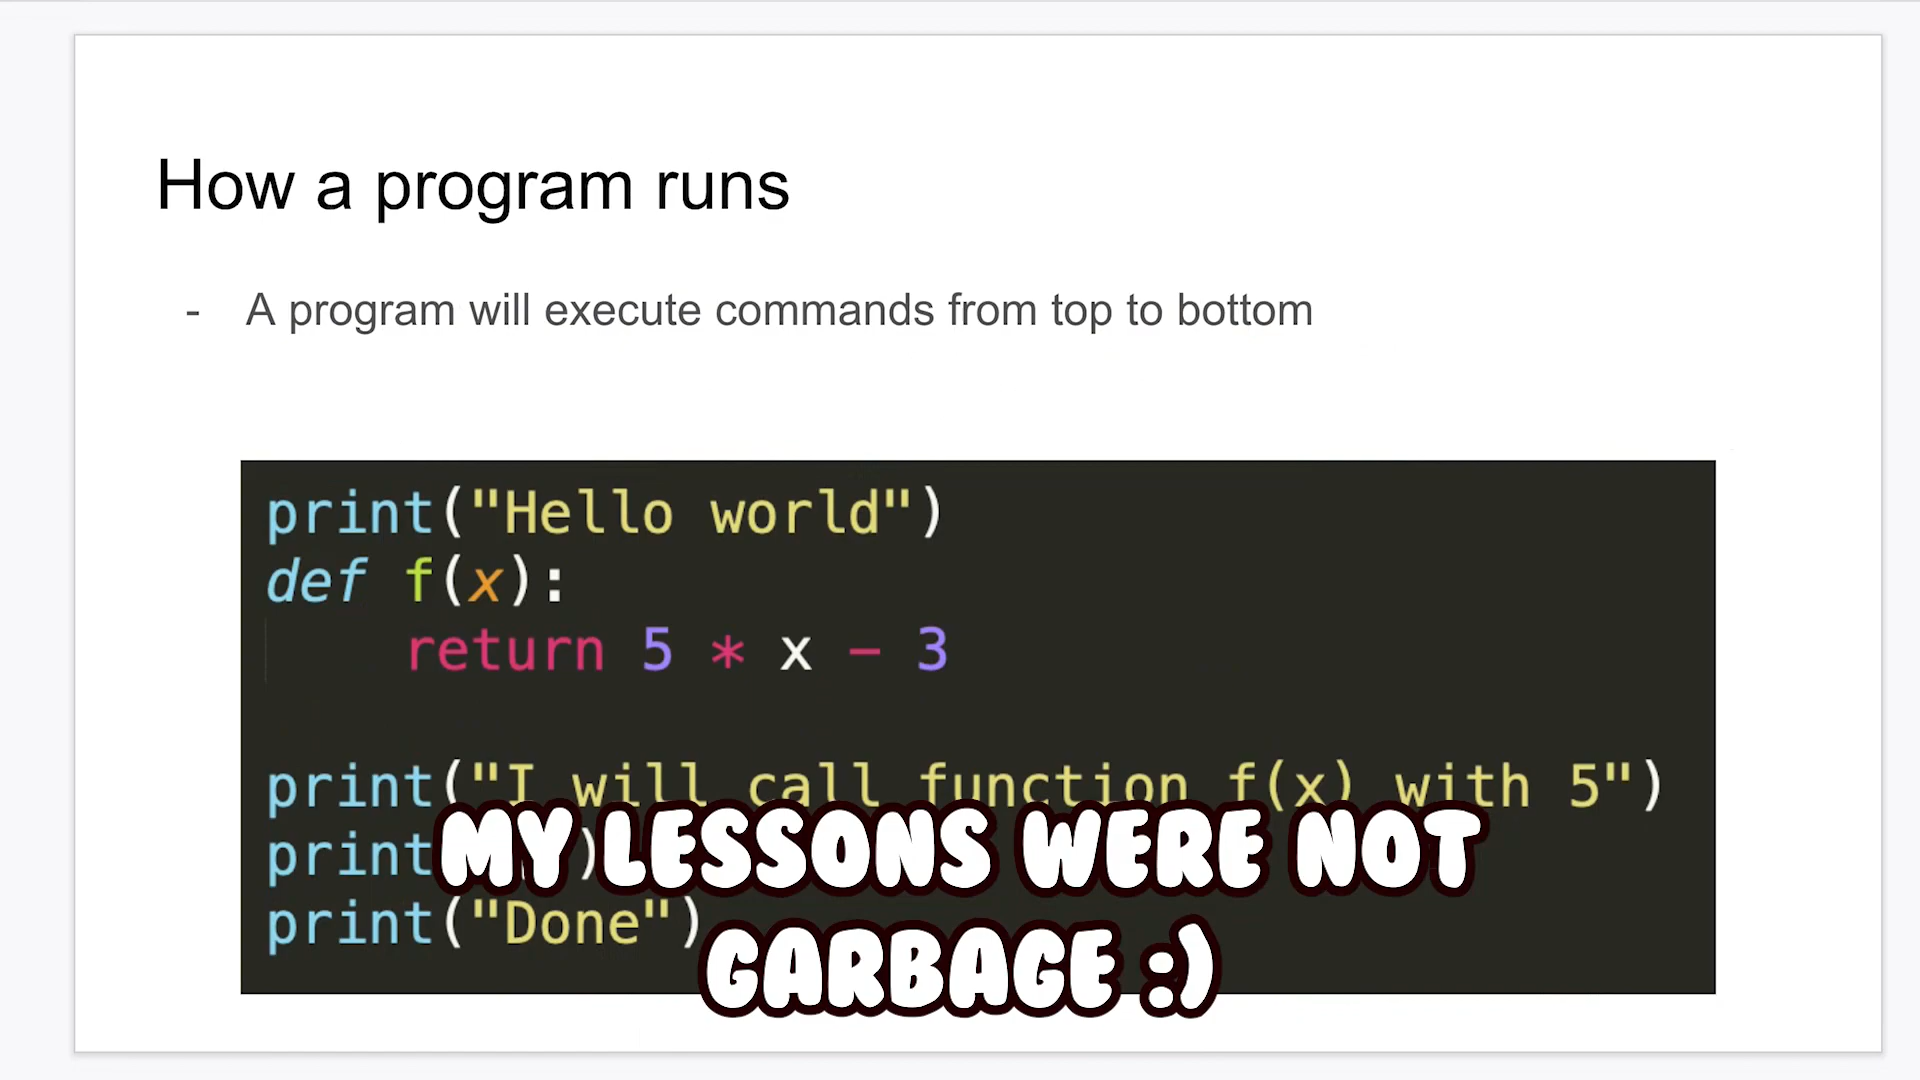 How a program runs
- A program will execute commands from top to bottom
print("Hello world")
def f(x):
return 5 * x - 3
print("I will call function f(x) with 5")
print )
print("Done")
MY LESSONS WERE NOT
GARBAGE :)